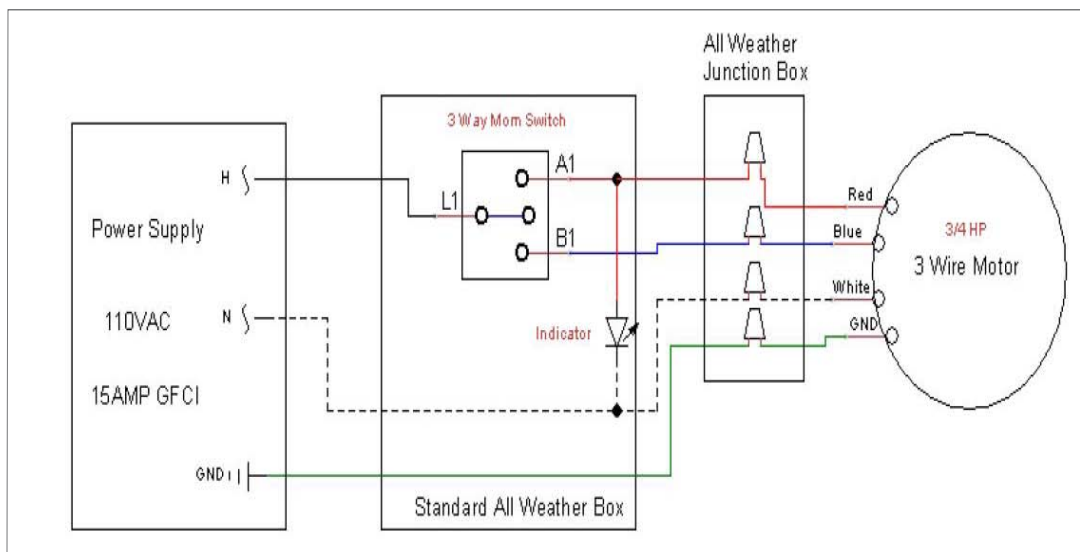 All Weather
Junction Box
3 Way Mom Switch
H
A1
L1
B1
Red
Blue
White
GND
3/4 HP
3 Wire Motor
Power Supply
110VAC
N
15AMP GFCI
Indicator
GND
Standard All Weather Box